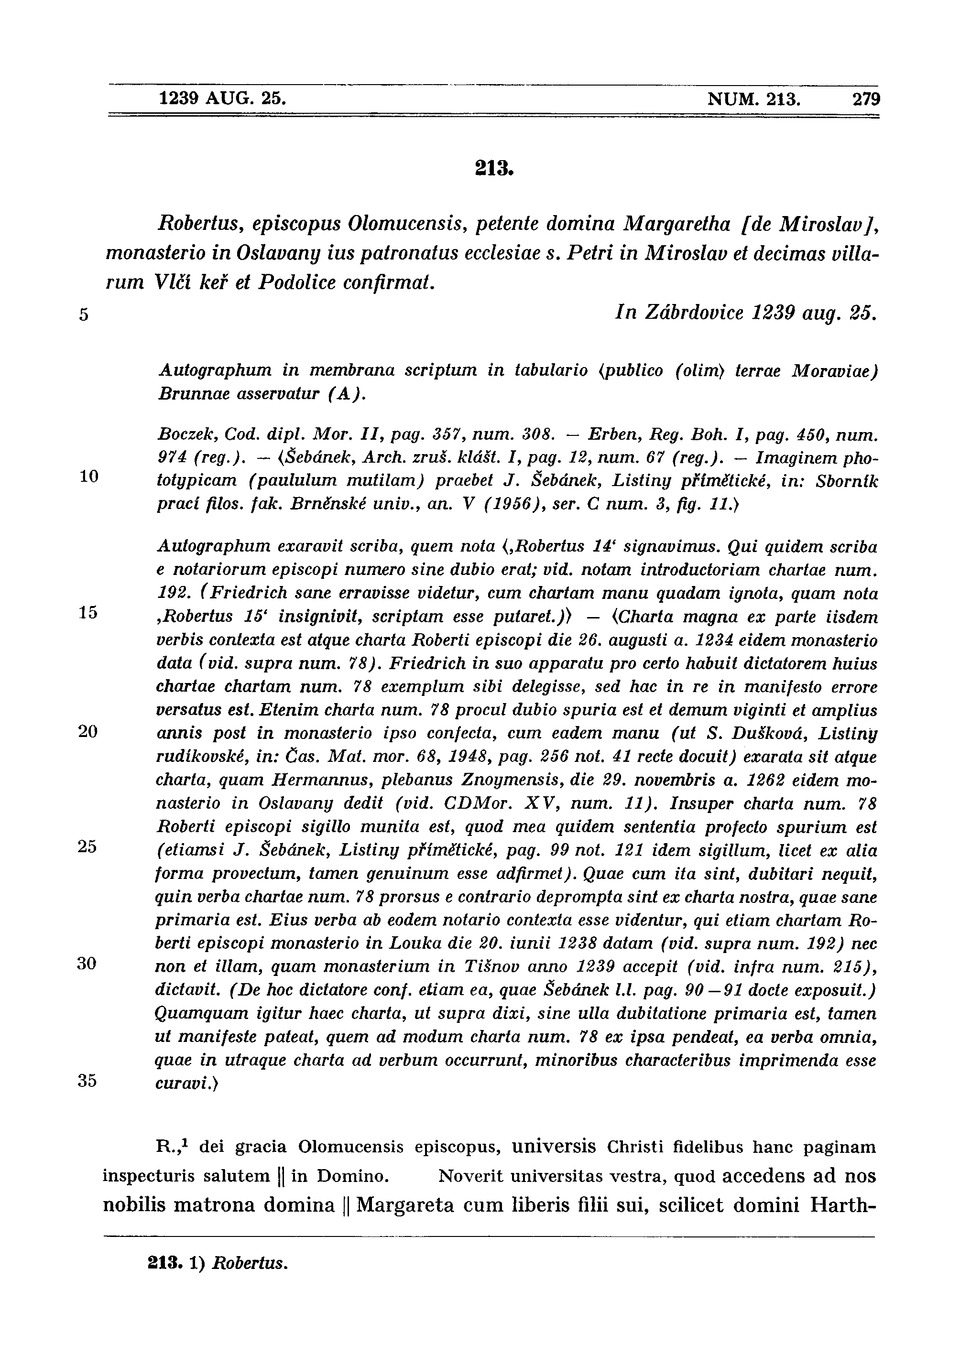 1239 AUG. 25. NUM. 213. 279
213.
Robertus, episcopus Olomucensis, petente domina Margaretha [de Miroslav],
monasterio in Oslavany ius patronatus ecclesiae s. Petri in Miroslav et decimas villa-
rum Vlčí keř et Podolice confirmat.
5 In Zábrdovice 1239 aug. 25.
Autographum in membrana scriptum in tabulario ⟨publico (olim⟩ terrae Moraviae)
Brunnae asservatur (A).
Boczek, Cod. dipl. Mor. II, pag. 357, num. 308. — Erben, Reg. Boh. I, pag. 450, num.
974 (reg.). — ⟨Šebánek, Arch. zruš. klášt. I, pag. 12, num. 67 (reg.). — Imaginem pho-
10 totypicam (paululum mutilam) praebet J. Šebánek, Listiny přímětické, in: Sborník
prací filos. fak. Brněnské univ., an. V (1956), ser. C num. 3, fig. 11.⟩
Autographum exaravit scriba, quem nota ⟨‚Robertus 14‘ signavimus. Qui quidem scriba
e notariorum episcopi numero sine dubio erat; vid. notam introductoriam chartae num.
192. (Friedrich sane erravisse videtur, cum chartam manu quadam ignota, quam nota
15 ‚Robertus 15‘ insignivit, scriptam esse putaret.)⟩ — ⟨Charta magna ex parte iisdem
verbis contexta est atque charta Roberti episcopi die 26. augusti a. 1234 eidem monasterio
data (vid. supra num. 78). Friedrich in suo apparatu pro certo habuit dictatorem huius
chartae chartam num. 78 exemplum sibi delegisse, sed hac in re in manifesto errore
versatus est. Etenim charta num. 78 procul dubio spuria est et demum viginti et amplius
20 annis post in monasterio ipso confecta, cum eadem manu (ut S. Dušková, Listiny
rudíkovské, in: Čas. Mat. mor. 68, 1948, pag. 256 not. 41 recte docuit) exarata sit atque
charta, quam Hermannus, plebanus Znoymensis, die 29. novembris a. 1262 eidem mo-
nasterio in Oslavany dedit (vid. CDMor. XV, num. 11). Insuper charta num. 78
Roberti episcopi sigillo munita est, quod mea quidem sententia profecto spurium est
25 (etiamsi J. Šebánek, Listiny přímětické, pag. 99 not. 121 idem sigillum, licet ex alia
forma provectum, tamen genuinum esse adfirmet). Quae cum ita sint, dubitari nequit,
quin verba chartae num. 78 prorsus e contrario deprompta sint ex charta nostra, quae sane
primaria est. Eius verba ab eodem notario contexta esse videntur, qui etiam chartam Ro-
berti episcopi monasterio in Louka die 20. iunii 1238 datam (vid. supra num. 192) nec
30 non et illam, quam monasterium in Tišnov anno 1239 accepit (vid. infra num. 215),
dictavit. (De hoc dictatore conf. etiam ea, quae Šebánek l.l. pag. 90—91 docte exposuit.)
Quamquam igitur haec charta, ut supra dixi, sine ulla dubitatione primaria est, tamen
ut manifeste pateat, quem ad modum charta num. 78 ex ipsa pendeat, ea verba omnia,
quae in utraque charta ad verbum occurrunt, minoribus characteribus imprimenda esse
35 curavi.⟩
R.,¹ dei gracia Olomucensis episcopus, universis Christi fidelibus hanc paginam
inspecturis salutem || in Domino. Noverit universitas vestra, quod accedens ad nos
nobilis matrona domina || Margareta cum liberis filii sui, scilicet domini Harth-
213. 1) Robertus.